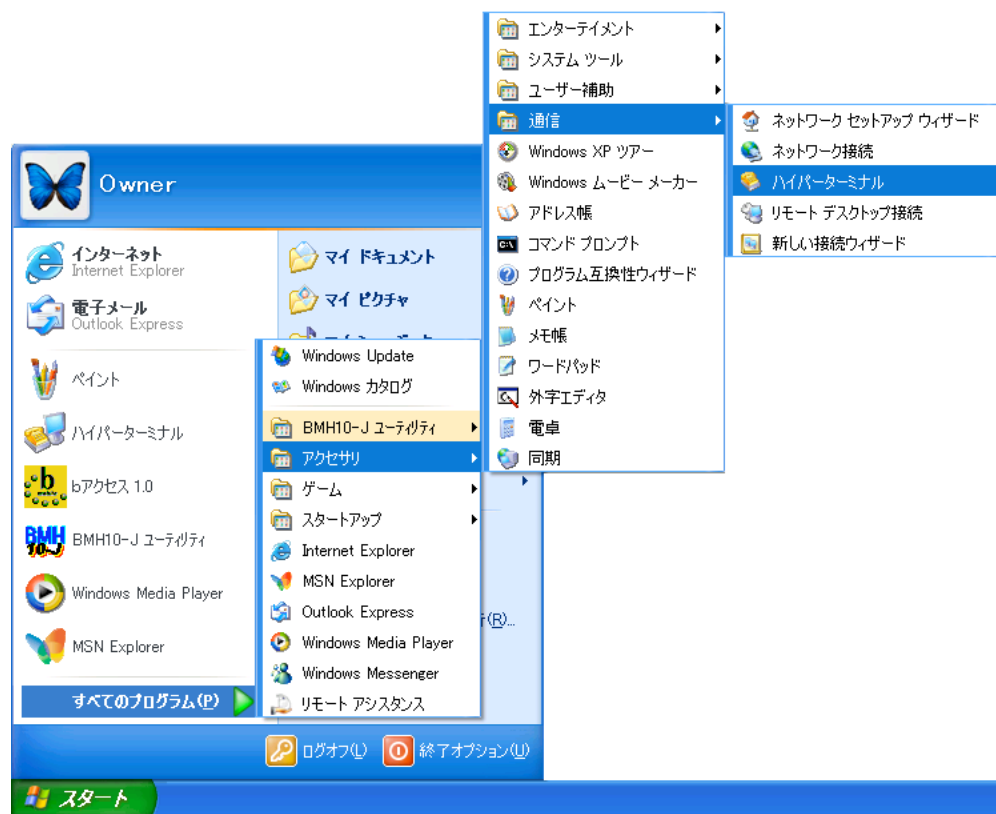 エンターテイメント
システム ツール
ユーザー補助
通信
Windows XP ツアー
Windows ムービー メーカー
アドレス帳
コマンド プロンプト
プログラム互換性ウィザード
ペイント
メモ帳
ワードパッド
外字エディタ
電卓
同期
ネットワーク セットアップ ウィザード
ネットワーク接続
ハイパーターミナル
リモート デスクトップ接続
新しい接続ウィザード
Owner
インターネット
Internet Explorer
電子メール
Outlook Express
ペイント
ハイパーターミナル
bアクセス 1.0
BMH10-J ユーティリティ
Windows Media Player
MSN Explorer
すべてのプログラム(P)
マイ ドキュメント
マイ ピクチャ
Windows Update
Windows カタログ
BMH10-J ユーティリティ
アクセサリ
ゲーム
スタートアップ
Internet Explorer
MSN Explorer
Outlook Express
Windows Media Player
Windows Messenger
リモート アシスタンス
(R)...
ログオフ(L)
終了オプション(U)
スタート